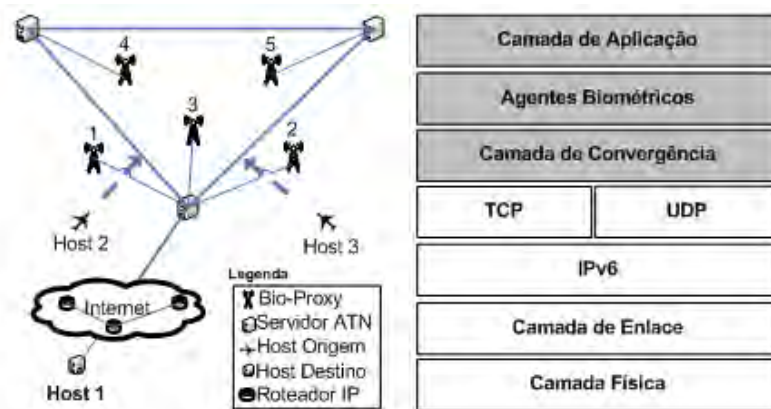 4
5
3
1
2
Host 2
Host 3
Internet
Host 1
Legenda
Bio-Proxy
Servidor ATN
Host Origem
Host Destino
Roteador IP
Camada de Aplicação
Agentes Biométricos
Camada de Convergência
TCP
UDP
IPv6
Camada de Enlace
Camada Física